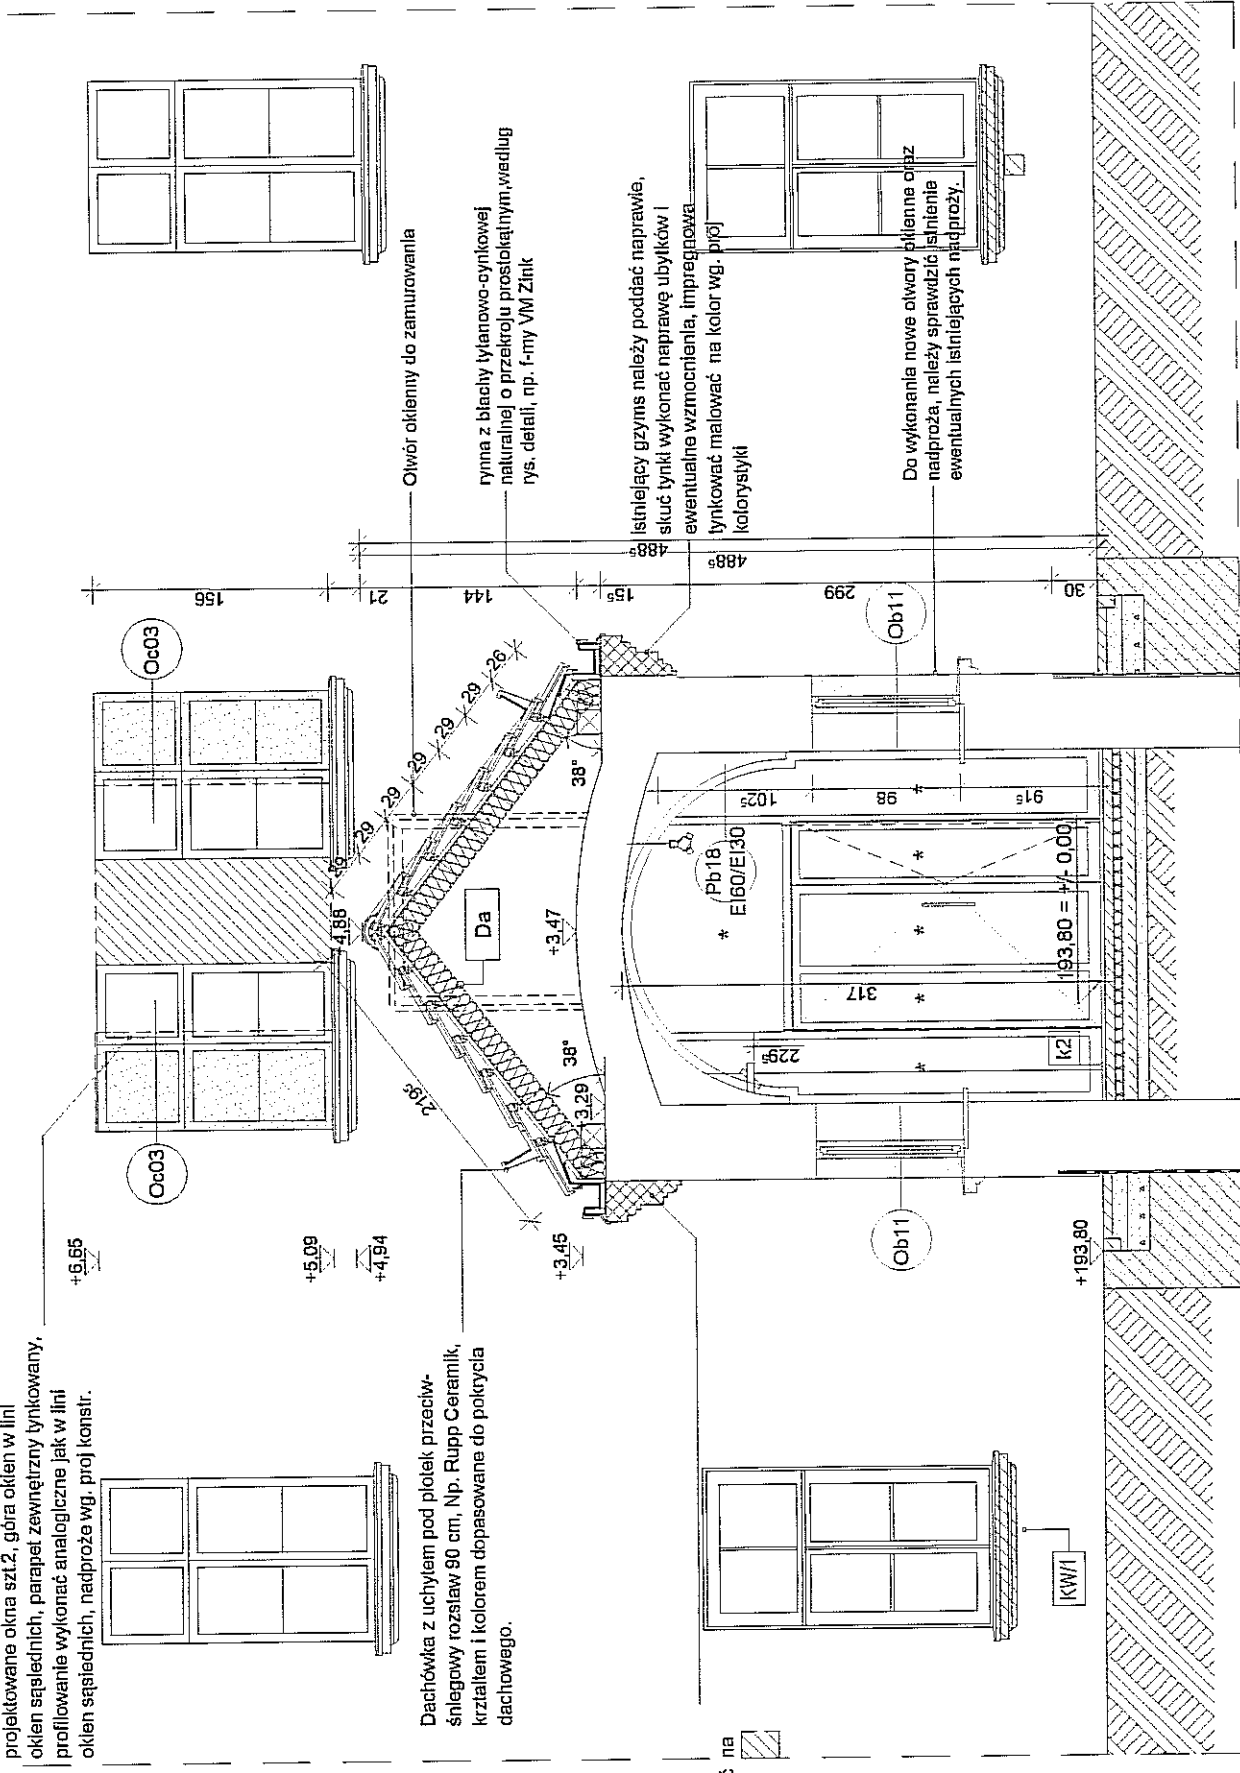 projektowane okna szt.2, góra okien w lini
okien sąsiednich, parapet zewnętrzny tynkowany,
profilowanie wykonać analogiczne jak w lini
okien sąsiednich, nadproże wg. proj konstr.
Oc03
Oc03
+6,65
+5,09
+4,94
+3,45
+193,80
156
21
144
15⁵
299
30
488⁵
488⁵
Otwór okienny do zamurowania
rynna z blachy tytanowo-cynkowej
naturalnej o przekroju prostokątnym,według
rys. detali, np. f-my VM Zink
istniejący gzyms należy poddać naprawie,
skuć tynki wykonać naprawę ubytków i
ewentualne wzmocnienia, impregnowa
tynkować malować na kolor wg. proj
kolorystyki
Do wykonania nowe otwory okienne oraz
nadproża, należy sprawdzić istnienie
ewentualnych istniejących nadproży.
Dachówka z uchytem pod płotek przeciw-
śniegowy rozstaw 90 cm, Np. Rupp Ceramik,
krztałtem i kolorem dopasowane do pokrycia
dachowego.
4,88
29
29
29
29
29
26
219⁵
38°
38°
Da
+3,47
+3,29
Pb18
EI60/EI30
102⁵
98
91⁵
317
229⁵
k2
193,80 = +/- 0,00
Ob11
Ob11
KW/1
na